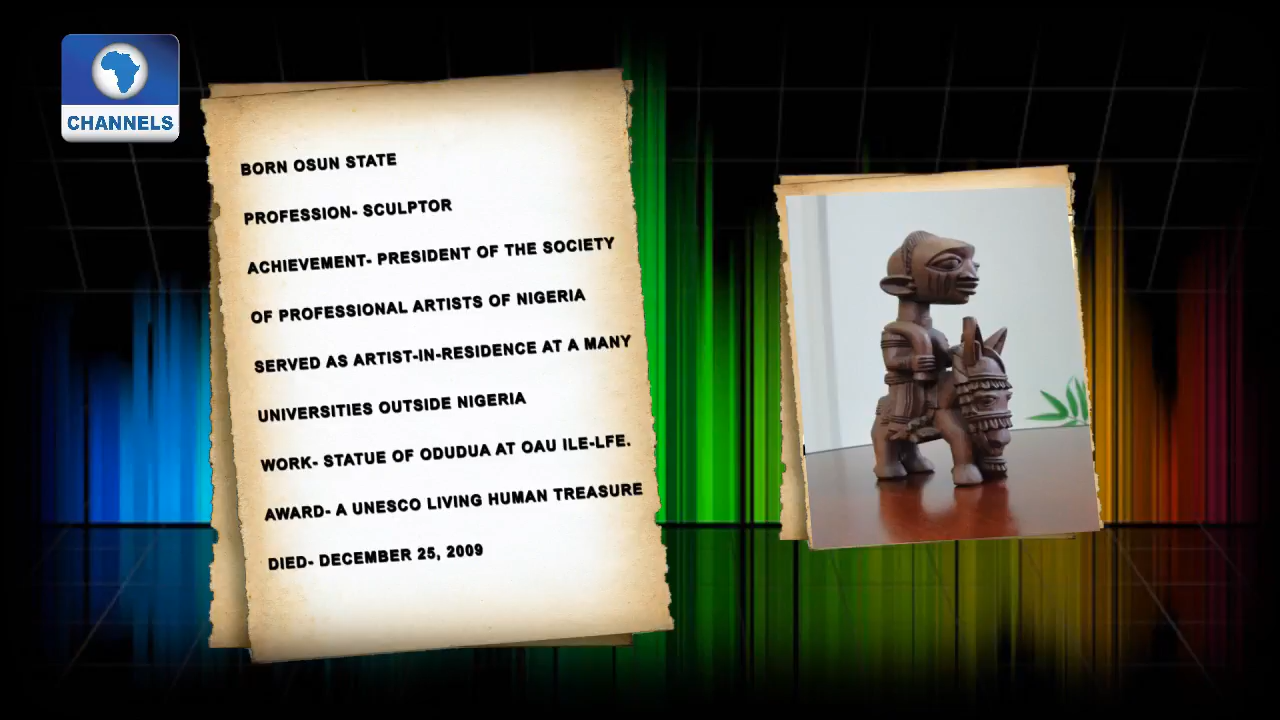 CHANNELS
BORN OSUN STATE
PROFESSION- SCULPTOR
ACHIEVEMENT- PRESIDENT OF THE SOCIETY
OF PROFESSIONAL ARTISTS OF NIGERIA
SERVED AS ARTIST-IN-RESIDENCE AT A MANY
UNIVERSITIES OUTSIDE NIGERIA
WORK- STATUE OF ODUDUA AT OAU ILE-LFE.
AWARD- A UNESCO LIVING HUMAN TREASURE
DIED- DECEMBER 25, 2009